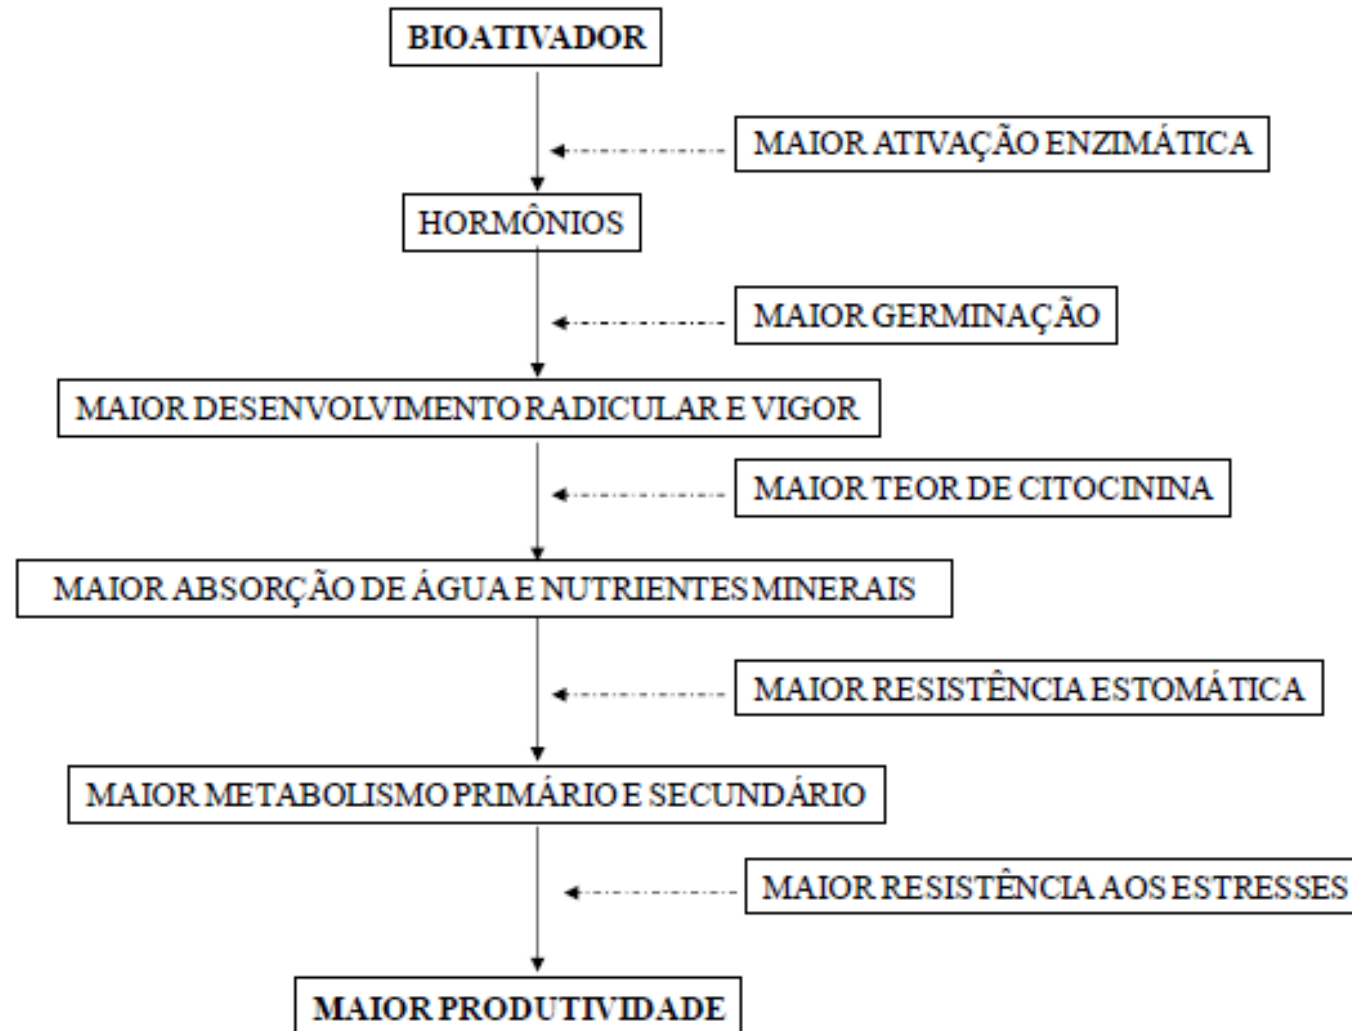 BIOATIVADOR
MAIOR ATIVAÇÃO ENZIMÁTICA
HORMÔNIOS
MAIOR GERMINAÇÃO
MAIOR DESENVOLVIMENTO RADICULAR E VIGOR
MAIOR TEOR DE CITOCININA
MAIOR ABSORÇÃO DE ÁGUA E NUTRIENTES MINERAIS
MAIOR RESISTÊNCIA ESTOMÁTICA
MAIOR METABOLISMO PRIMÁRIO E SECUNDÁRIO
MAIOR RESISTÊNCIA AOS ESTRESSES
MAIOR PRODUTIVIDADE